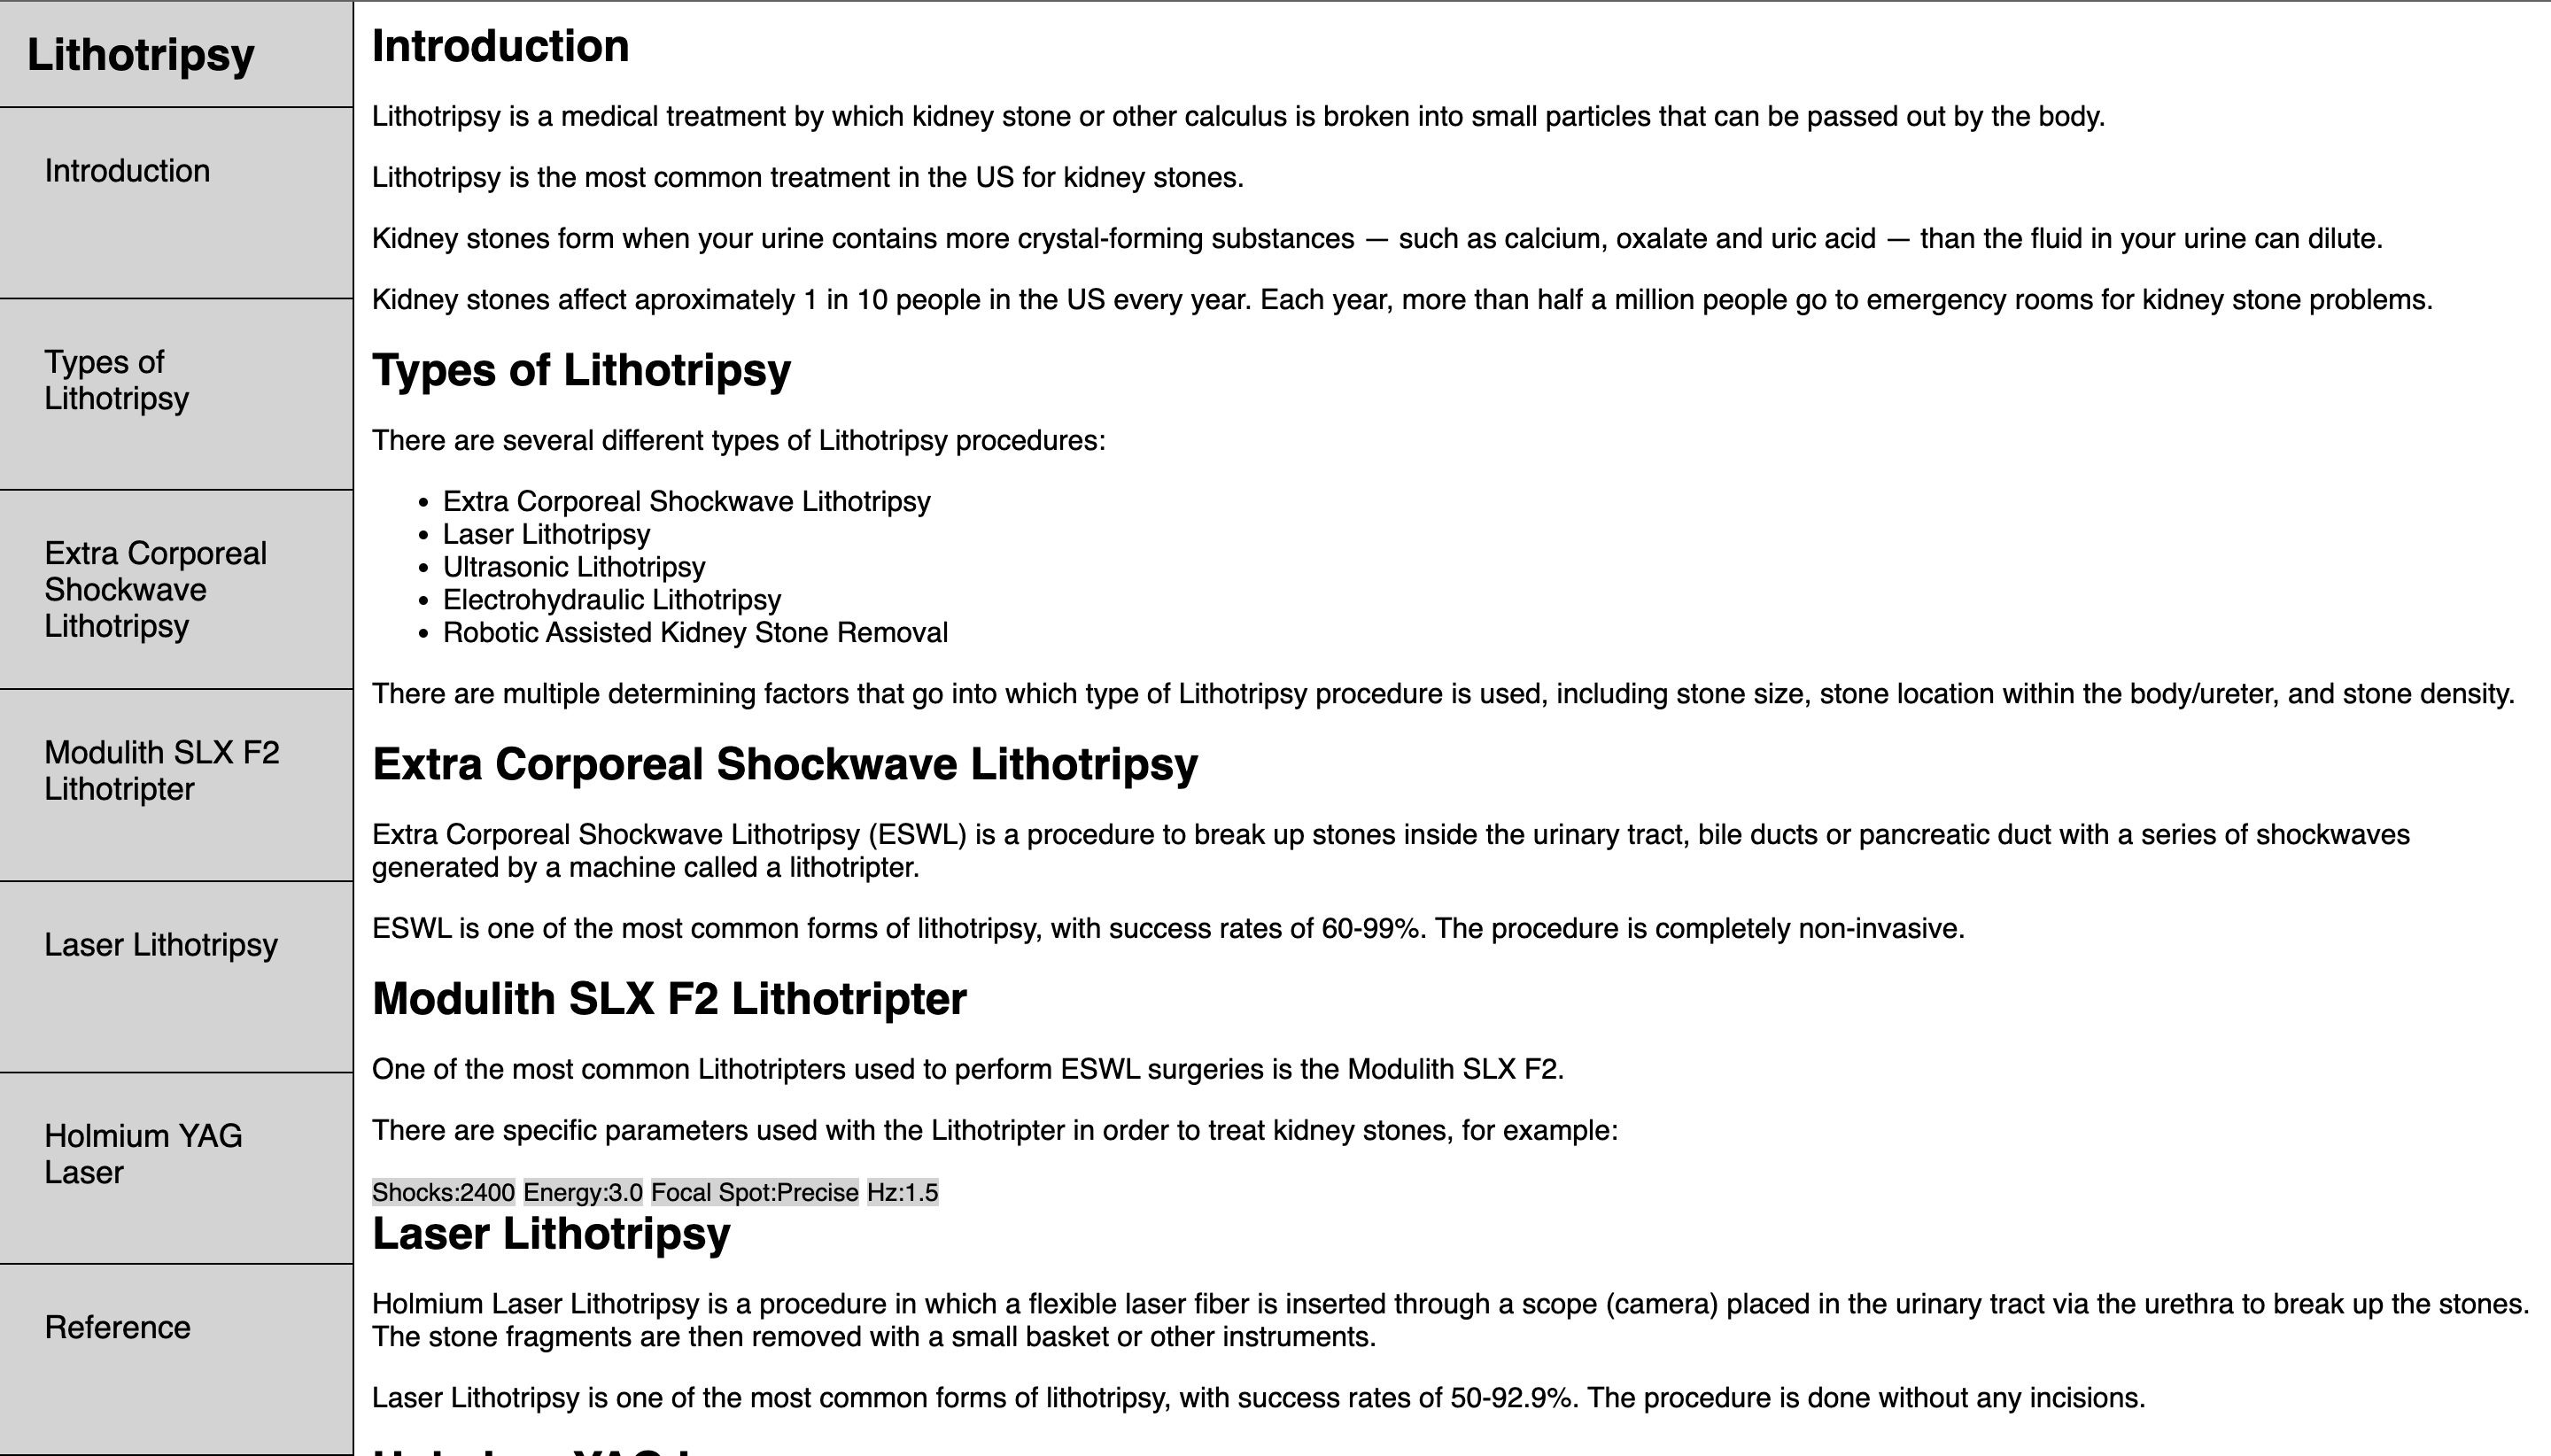 Lithotripsy
Introduction
Types of
Lithotripsy
Extra Corporeal
Shockwave
Lithotripsy
Modulith SLX F2
Lithotripter
Laser Lithotripsy
Holmium YAG
Laser
Reference
Introduction
Lithotripsy is a medical treatment by which kidney stone or other calculus is broken into small particles that can be passed out by the body.
Lithotripsy is the most common treatment in the US for kidney stones.
Kidney stones form when your urine contains more crystal-forming substances — such as calcium, oxalate and uric acid — than the fluid in your urine can dilute.
Kidney stones affect aproximately 1 in 10 people in the US every year. Each year, more than half a million people go to emergency rooms for kidney stone problems.
Types of Lithotripsy
There are several different types of Lithotripsy procedures:
• Extra Corporeal Shockwave Lithotripsy
• Laser Lithotripsy
• Ultrasonic Lithotripsy
• Electrohydraulic Lithotripsy
• Robotic Assisted Kidney Stone Removal
There are multiple determining factors that go into which type of Lithotripsy procedure is used, including stone size, stone location within the body/ureter, and stone density.
Extra Corporeal Shockwave Lithotripsy
Extra Corporeal Shockwave Lithotripsy (ESWL) is a procedure to break up stones inside the urinary tract, bile ducts or pancreatic duct with a series of shockwaves
generated by a machine called a lithotripter.
ESWL is one of the most common forms of lithotripsy, with success rates of 60-99%. The procedure is completely non-invasive.
Modulith SLX F2 Lithotripter
One of the most common Lithotripters used to perform ESWL surgeries is the Modulith SLX F2.
There are specific parameters used with the Lithotripter in order to treat kidney stones, for example:
Shocks:2400 Energy:3.0 Focal Spot:Precise Hz:1.5
Laser Lithotripsy
Holmium Laser Lithotripsy is a procedure in which a flexible laser fiber is inserted through a scope (camera) placed in the urinary tract via the urethra to break up the stones.
The stone fragments are then removed with a small basket or other instruments.
Laser Lithotripsy is one of the most common forms of lithotripsy, with success rates of 50-92.9%. The procedure is done without any incisions.